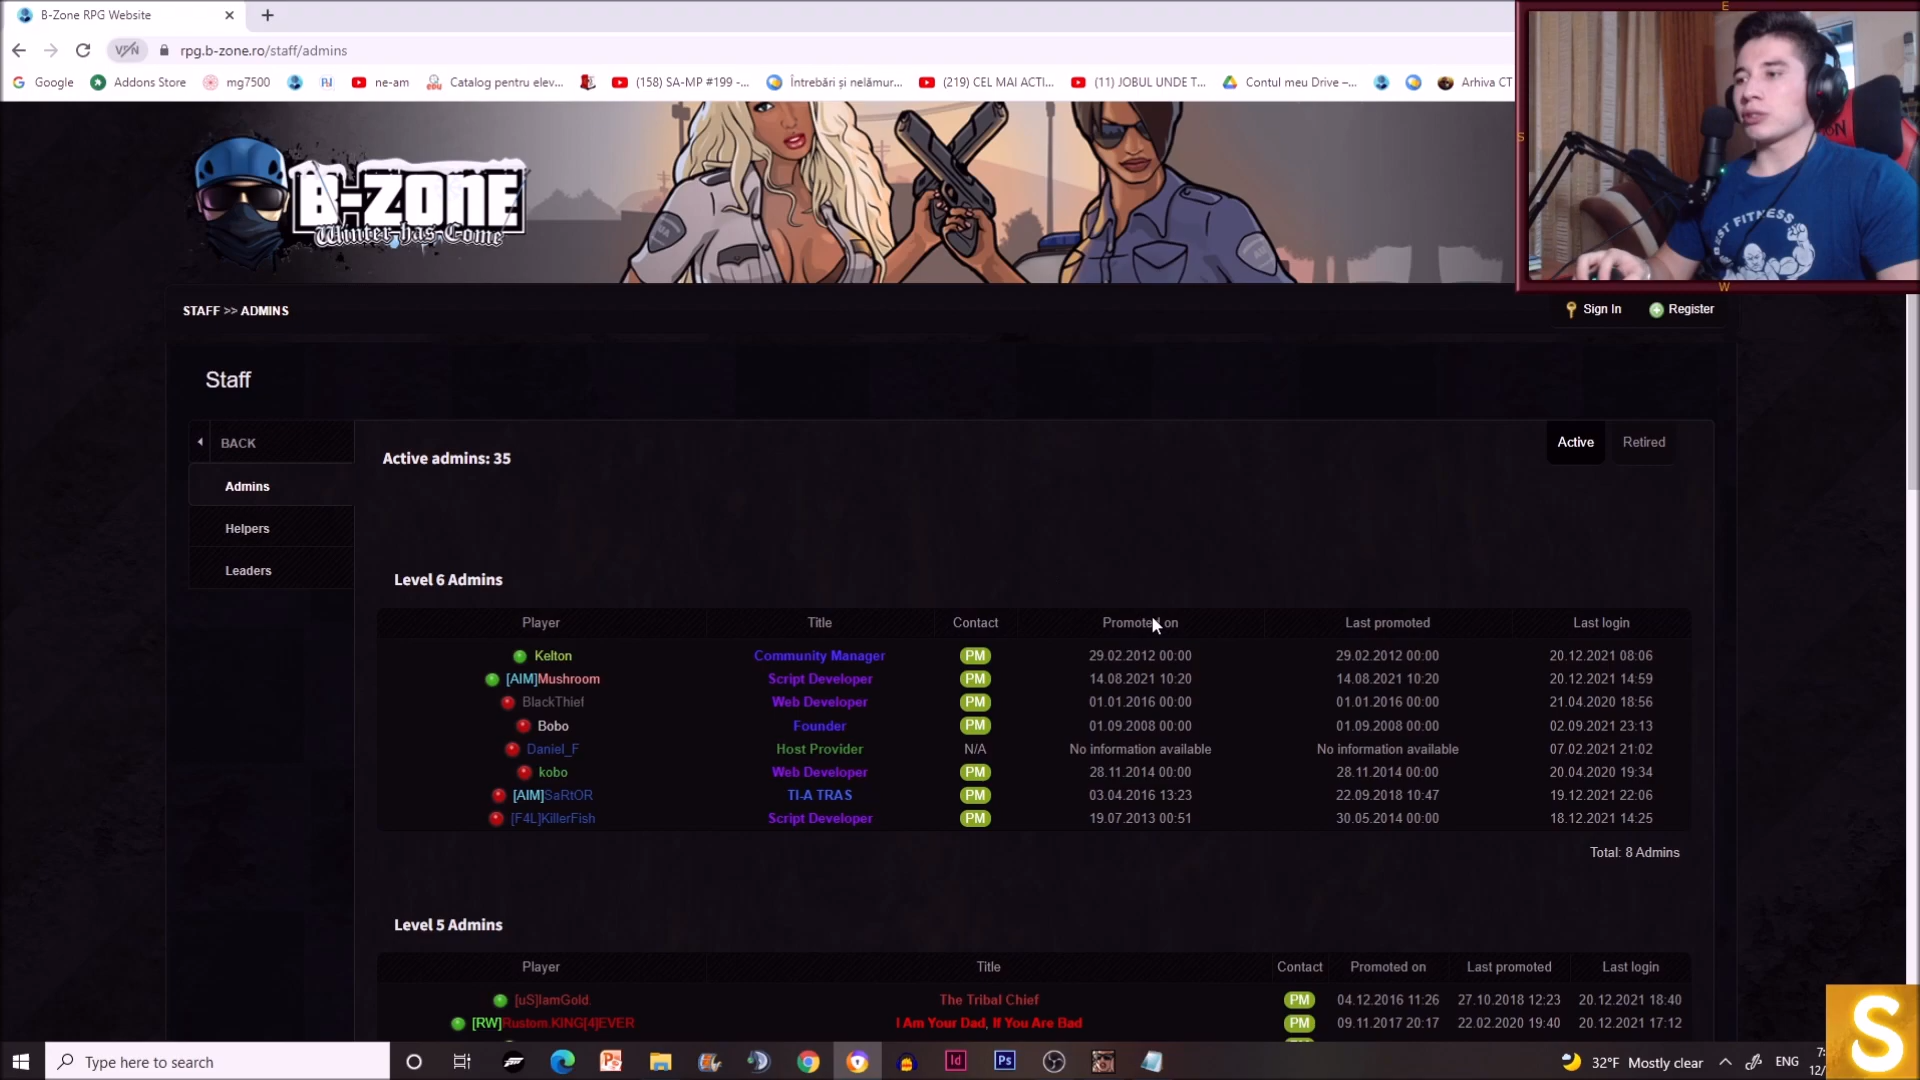 B-Zone RPG Website
rpg.b-zone.ro/staff/admins
Google Addons Store mg7500 ne-am Catalog pentru elev... (158) SA-MP #199 -... Întrebări și nelămur... (219) CEL MAI ACTI... (11) JOBUL UNDE T... Contul meu Drive –... Arhiva CT
B-ZONE
Winter has Come
BEST FITNESS
E
S
W
STAFF >> ADMINS
Sign In Register
Staff
BACK
Admins
Helpers
Leaders
Active admins: 35
Active Retired
Level 6 Admins
Player Title Contact Promoted on Last promoted Last login
Kelton Community Manager PM 29.02.2012 00:00 29.02.2012 00:00 20.12.2021 08:06
[AIM]Mushroom Script Developer PM 14.08.2021 10:20 14.08.2021 10:20 20.12.2021 14:59
BlackThief Web Developer PM 01.01.2016 00:00 01.01.2016 00:00 21.04.2020 18:56
Bobo Founder PM 01.09.2008 00:00 01.09.2008 00:00 02.09.2021 23:13
Daniel_F Host Provider N/A No information available No information available 07.02.2021 21:02
kobo Web Developer PM 28.11.2014 00:00 28.11.2014 00:00 20.04.2020 19:34
[AIM]SaRtOR TI-A TRAS PM 03.04.2016 13:23 22.09.2018 10:47 19.12.2021 22:06
[F4L]KillerFish Script Developer PM 19.07.2013 00:51 30.05.2014 00:00 18.12.2021 14:25
Total: 8 Admins
Level 5 Admins
Player Title Contact Promoted on Last promoted Last login
[uS]IamGold. The Tribal Chief PM 04.12.2016 11:26 27.10.2018 12:23 20.12.2021 18:40
[RW]Rustom.KING[4]EVER I Am Your Dad, If You Are Bad PM 09.11.2017 20:17 22.02.2020 19:40 20.12.2021 17:12
Type here to search
Id
Ps
32°F Mostly clear
ENG
7:
12/
S